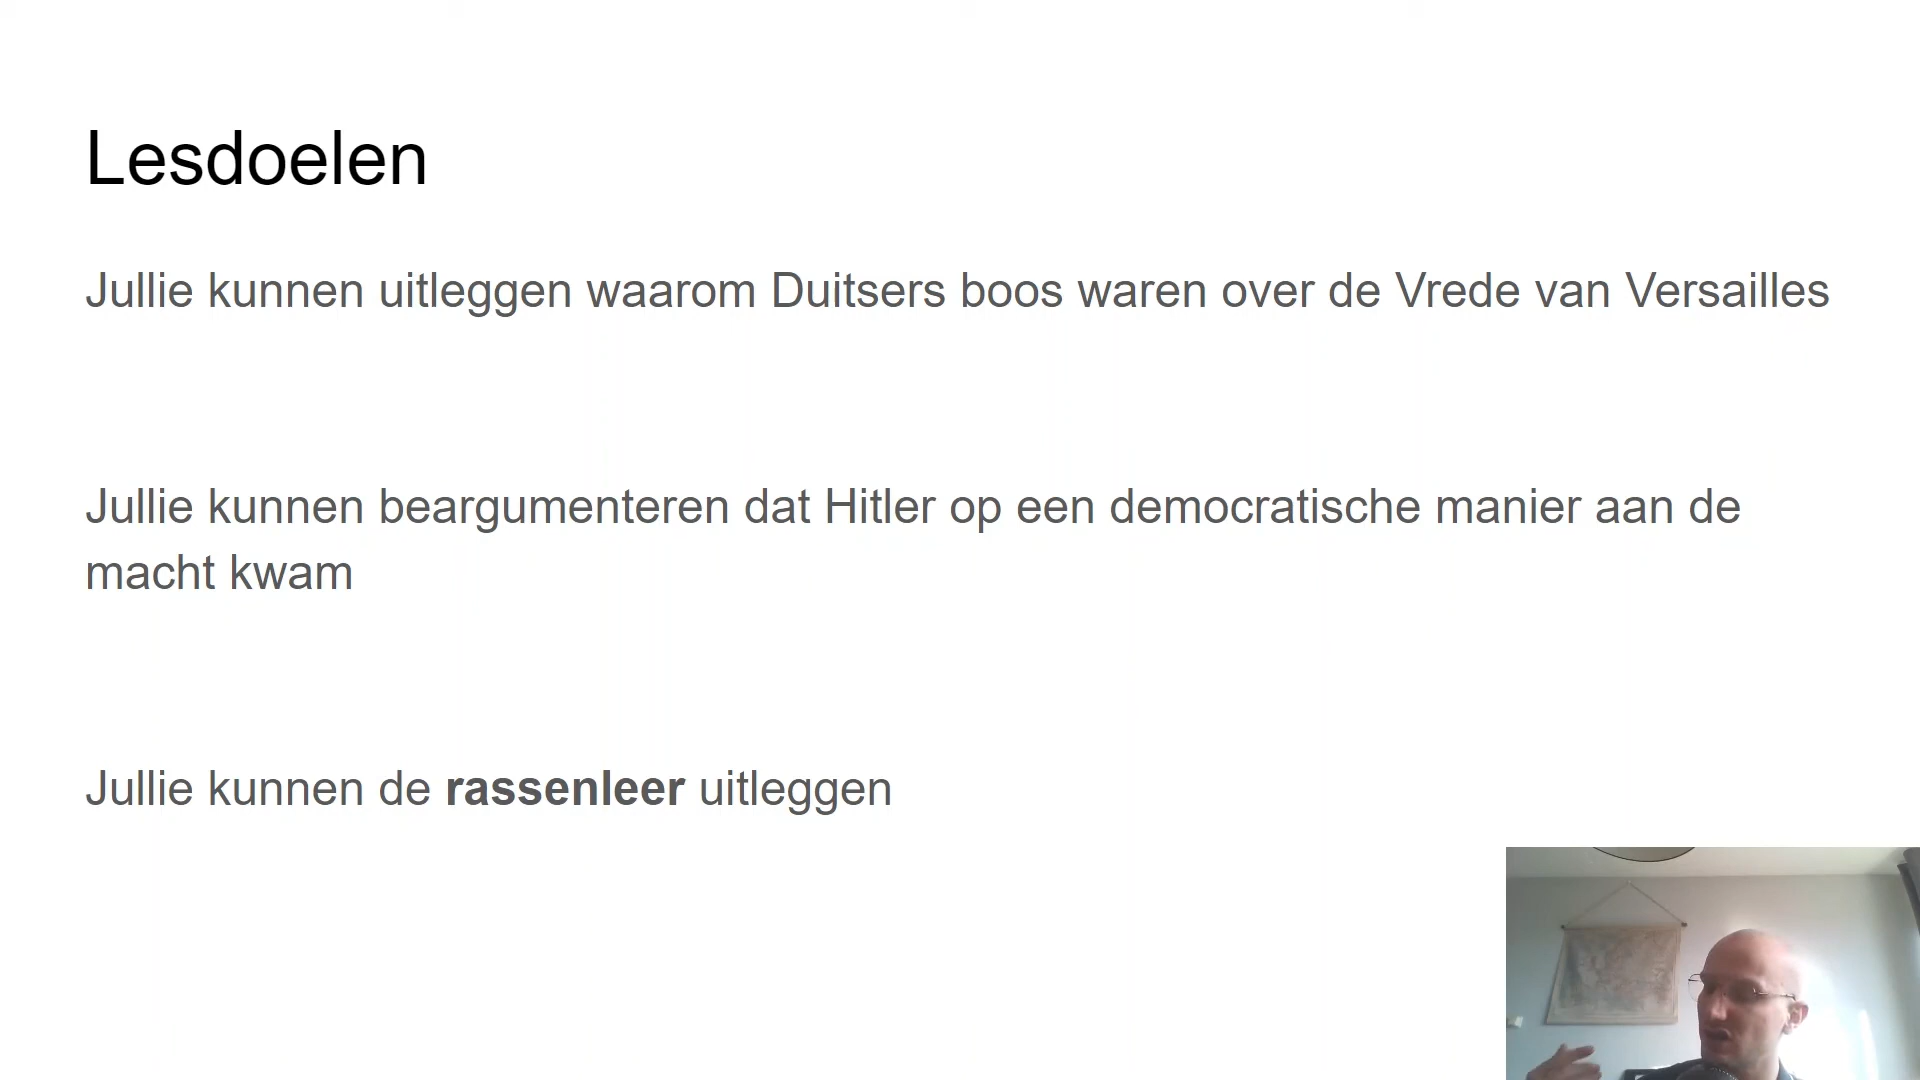 Lesdoelen
Jullie kunnen uitleggen waarom Duitsers boos waren over de Vrede van Versailles
Jullie kunnen beargumenteren dat Hitler op een democratische manier aan de
macht kwam
Jullie kunnen de rassenleer uitleggen